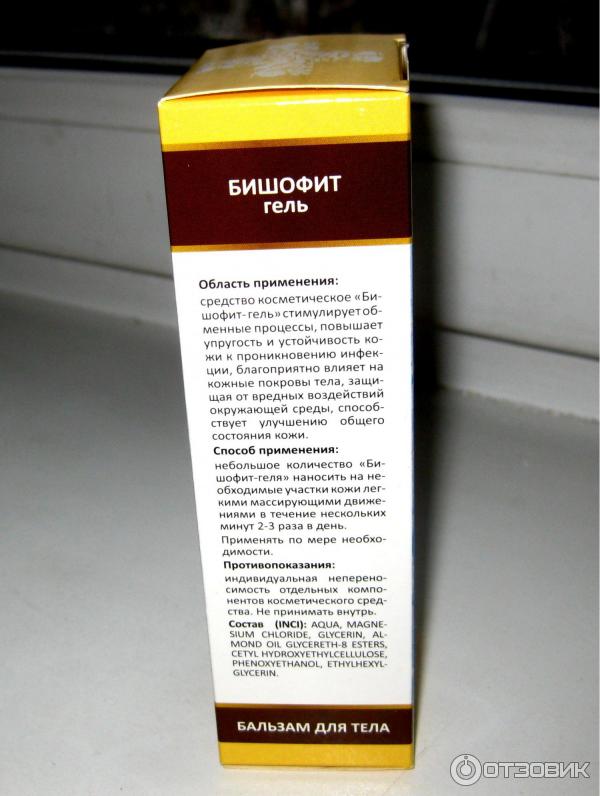 БИШОФИТ
гель
Область применения:
средство косметическое «Би-
шофит-гель» стимулирует об-
менные процессы, повышает
упругость и устойчивость ко-
жи к проникновению инфек-
ции, благоприятно влияет на
кожные покровы тела, защи-
щая от вредных воздействий
окружающей среды, способ-
ствует улучшению общего
состояния кожи.
Способ применения:
небольшое количество «Би-
шофит-геля» наносить на не-
обходимые участки кожи лег-
кими массирующими движе-
ниями в течение нескольких
минут 2-3 раза в день.
Применять по мере необхо-
димости.
Противопоказания:
индивидуальная неперено-
симость отдельных компо-
нентов косметического сред-
ства. Не принимать внутрь.
Состав (INCI): AQUA, MAGNE-
SIUM CHLORIDE, GLYCERIN, AL-
MOND OIL GLYCERETH-8 ESTERS,
CETYL HYDROXYETHYLCELLULOSE,
PHENOXYETHANOL, ETHYLHEXYL-
GLYCERIN.
БАЛЬЗАМ ДЛЯ ТЕЛА
ОТЗОВИК